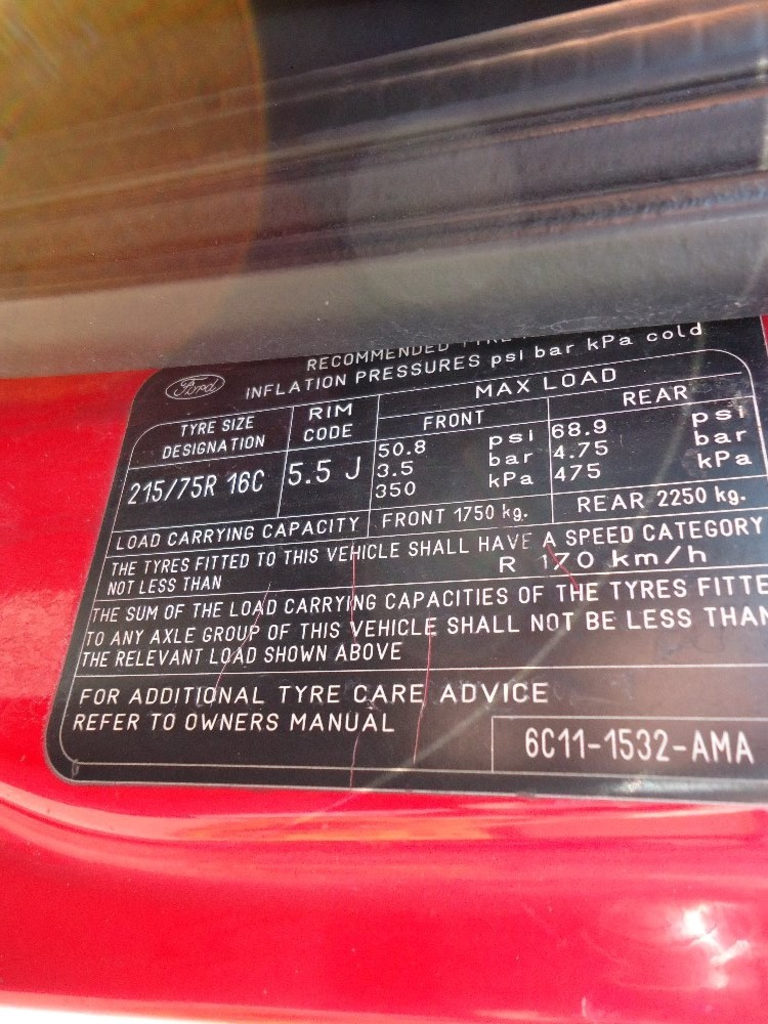 RECOMMENDED
INFLATION PRESSURES psi bar kPa cold
Ford
TYRE SIZE DESIGNATION
RIM CODE
MAX LOAD
FRONT
REAR
215/75R 16C
5.5 J
50.8 psi
3.5 bar
350 kPa
68.9 psi
4.75 bar
475 kPa
LOAD CARRYING CAPACITY FRONT 1750 kg. REAR 2250 kg.
THE TYRES FITTED TO THIS VEHICLE SHALL HAVE A SPEED CATEGORY
NOT LESS THAN R 170 km/h
THE SUM OF THE LOAD CARRYING CAPACITIES OF THE TYRES FITTE
TO ANY AXLE GROUP OF THIS VEHICLE SHALL NOT BE LESS THAN
THE RELEVANT LOAD SHOWN ABOVE
FOR ADDITIONAL TYRE CARE ADVICE
REFER TO OWNERS MANUAL
6C11-1532-AMA